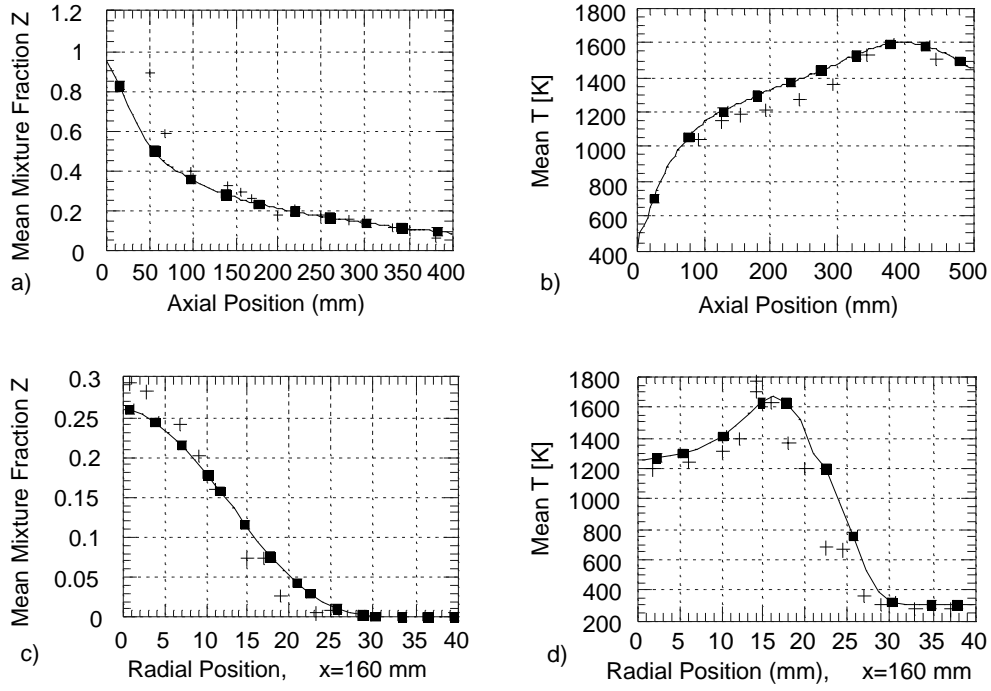 Mean Mixture Fraction Z
1.2
1
0.8
0.6
0.4
0.2
0
0 50 100 150 200 250 300 350 400
a)
Axial Position (mm)
Mean T [K]
1800
1600
1400
1200
1000
800
600
400
0 100 200 300 400 500
b)
Axial Position (mm)
Mean Mixture Fraction Z
0.3
0.25
0.2
0.15
0.1
0.05
0
0 5 10 15 20 25 30 35 40
c)
Radial Position, x=160 mm
Mean T [K]
1800
1600
1400
1200
1000
800
600
400
200
0 5 10 15 20 25 30 35 40
d)
Radial Position (mm), x=160 mm